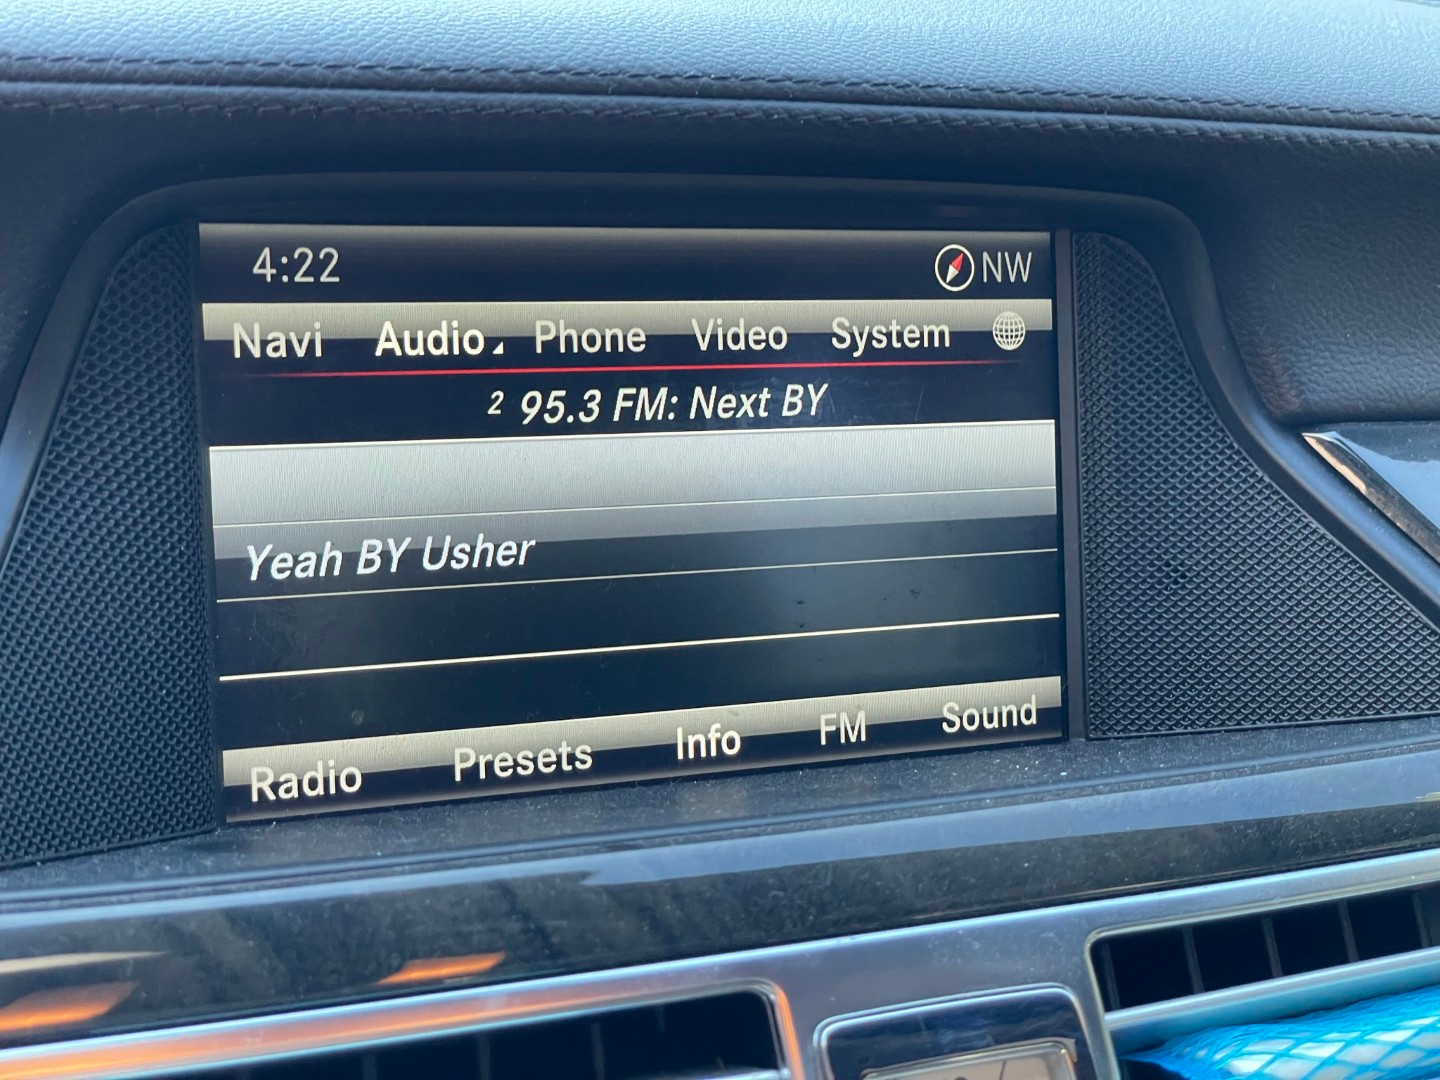 4:22 NW
Navi Audio Phone Video System
2 95.3 FM: Next BY
Yeah BY Usher
Radio Presets Info FM Sound